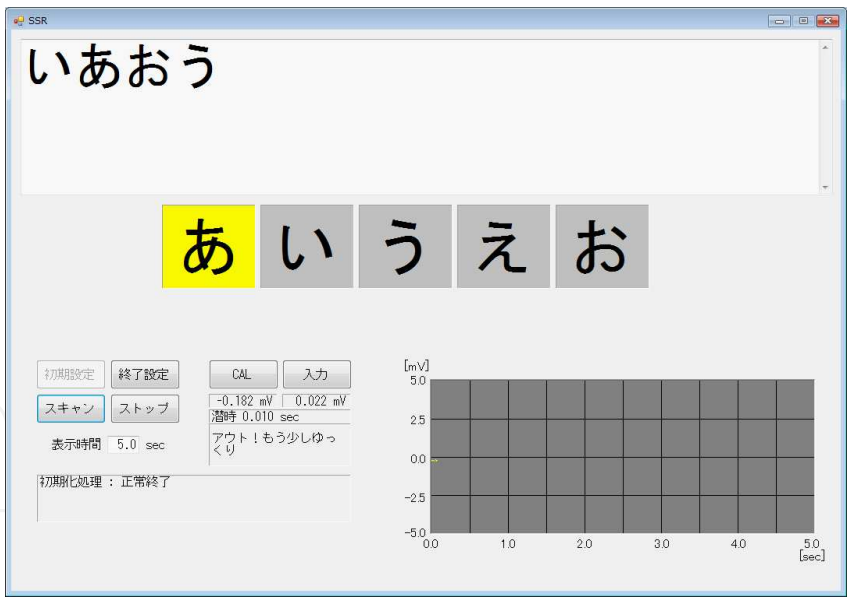 SSR
いあおう
あ い う え お
初期設定 終了設定 CAL 入力
スキャン ストップ -0.182 mV 0.022 mV
潜時 0.010 sec
アウト！もう少しゆっ
くり
表示時間 5.0 sec
初期化処理 : 正常終了
[mV]
5.0
2.5
0.0
-2.5
-5.0
0.0 1.0 2.0 3.0 4.0 5.0
[sec]